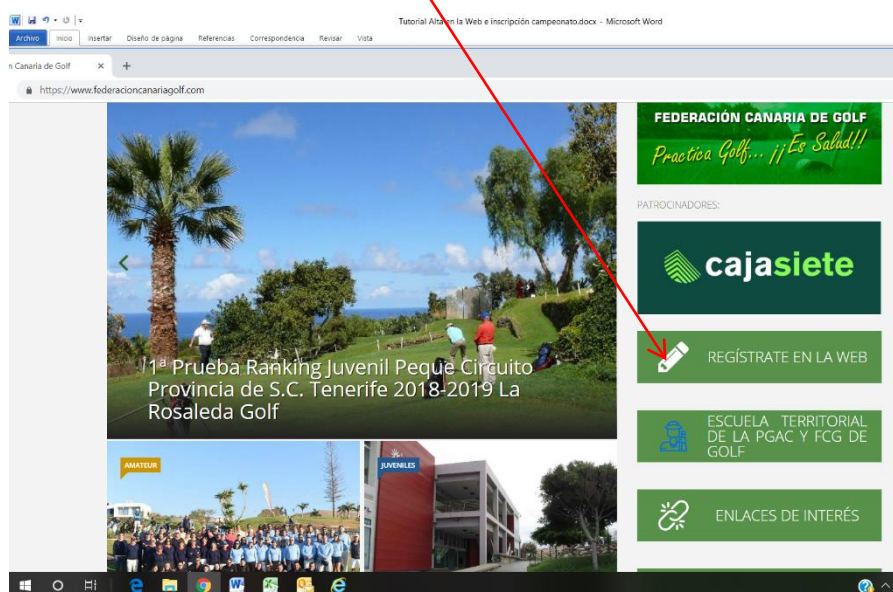 Tutorial Alta en la Web e inscripción campeonato.docx - Microsoft Word
Archivo Inicio Insertar Diseño de página Referencias Correspondencia Revisar Vista
n Canaria de Golf × +
https://www.federacioncanariagolf.com
FEDERACIÓN CANARIA DE GOLF
Practica Golf... ¡¡Es Salud!!
PATROCINADORES:
cajasiete
REGÍSTRATE EN LA WEB
1ª Prueba Ranking Juvenil Peque Circuito
Provincia de S.C. Tenerife 2018-2019 La
Rosaleda Golf
ESCUELA TERRITORIAL
DE LA PGAC Y FCG DE
GOLF
AMATEUR
JUVENILES
ENLACES DE INTERÉS